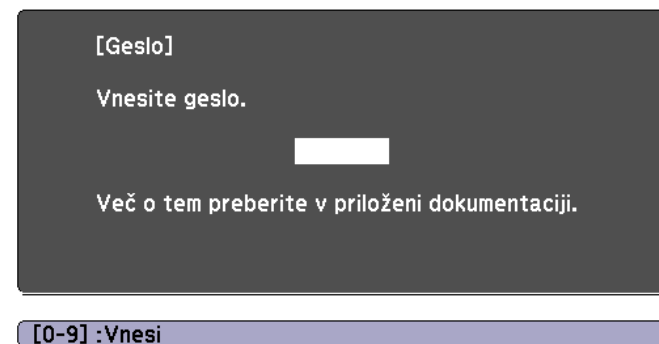 [Geslo]
Vnesite geslo.
Več o tem preberite v priloženi dokumentaciji.
[0-9] :Vnesi